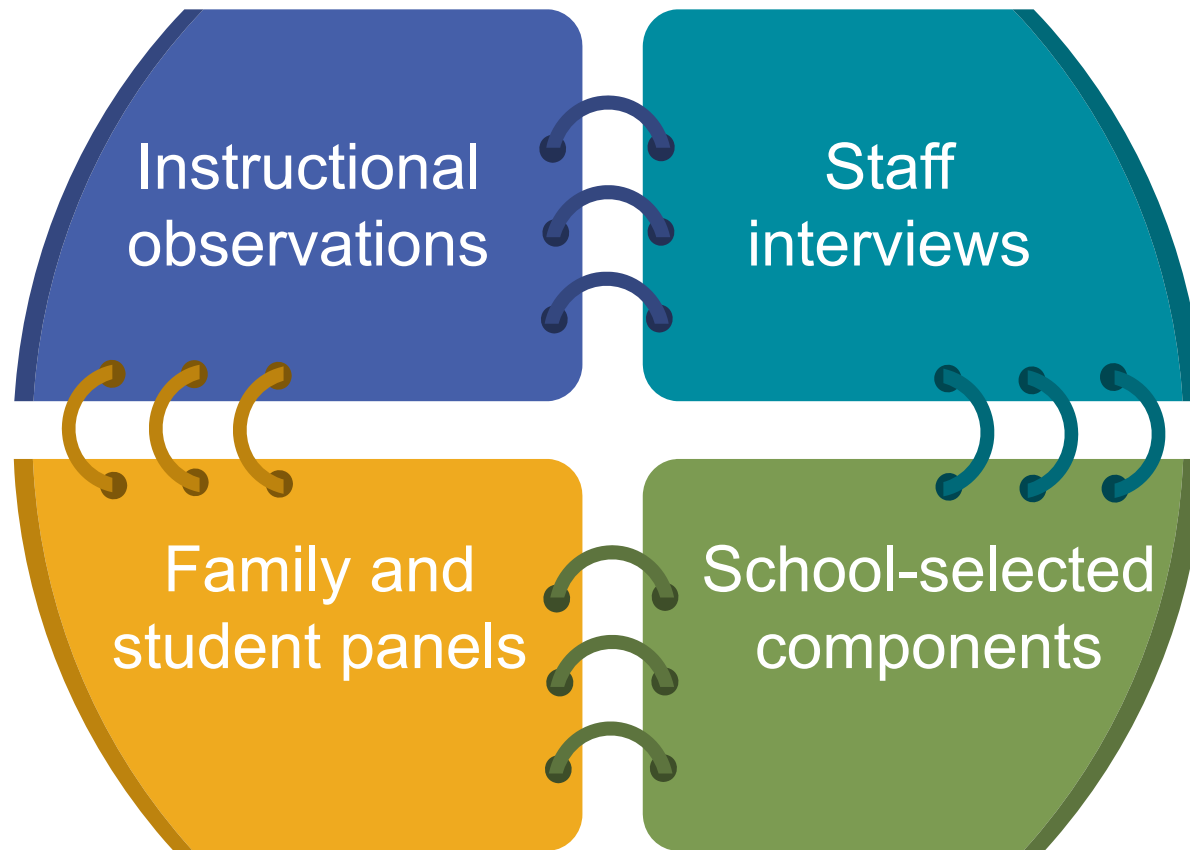 Instructional
observations
Staff
interviews
Family and
student panels
School-selected
components